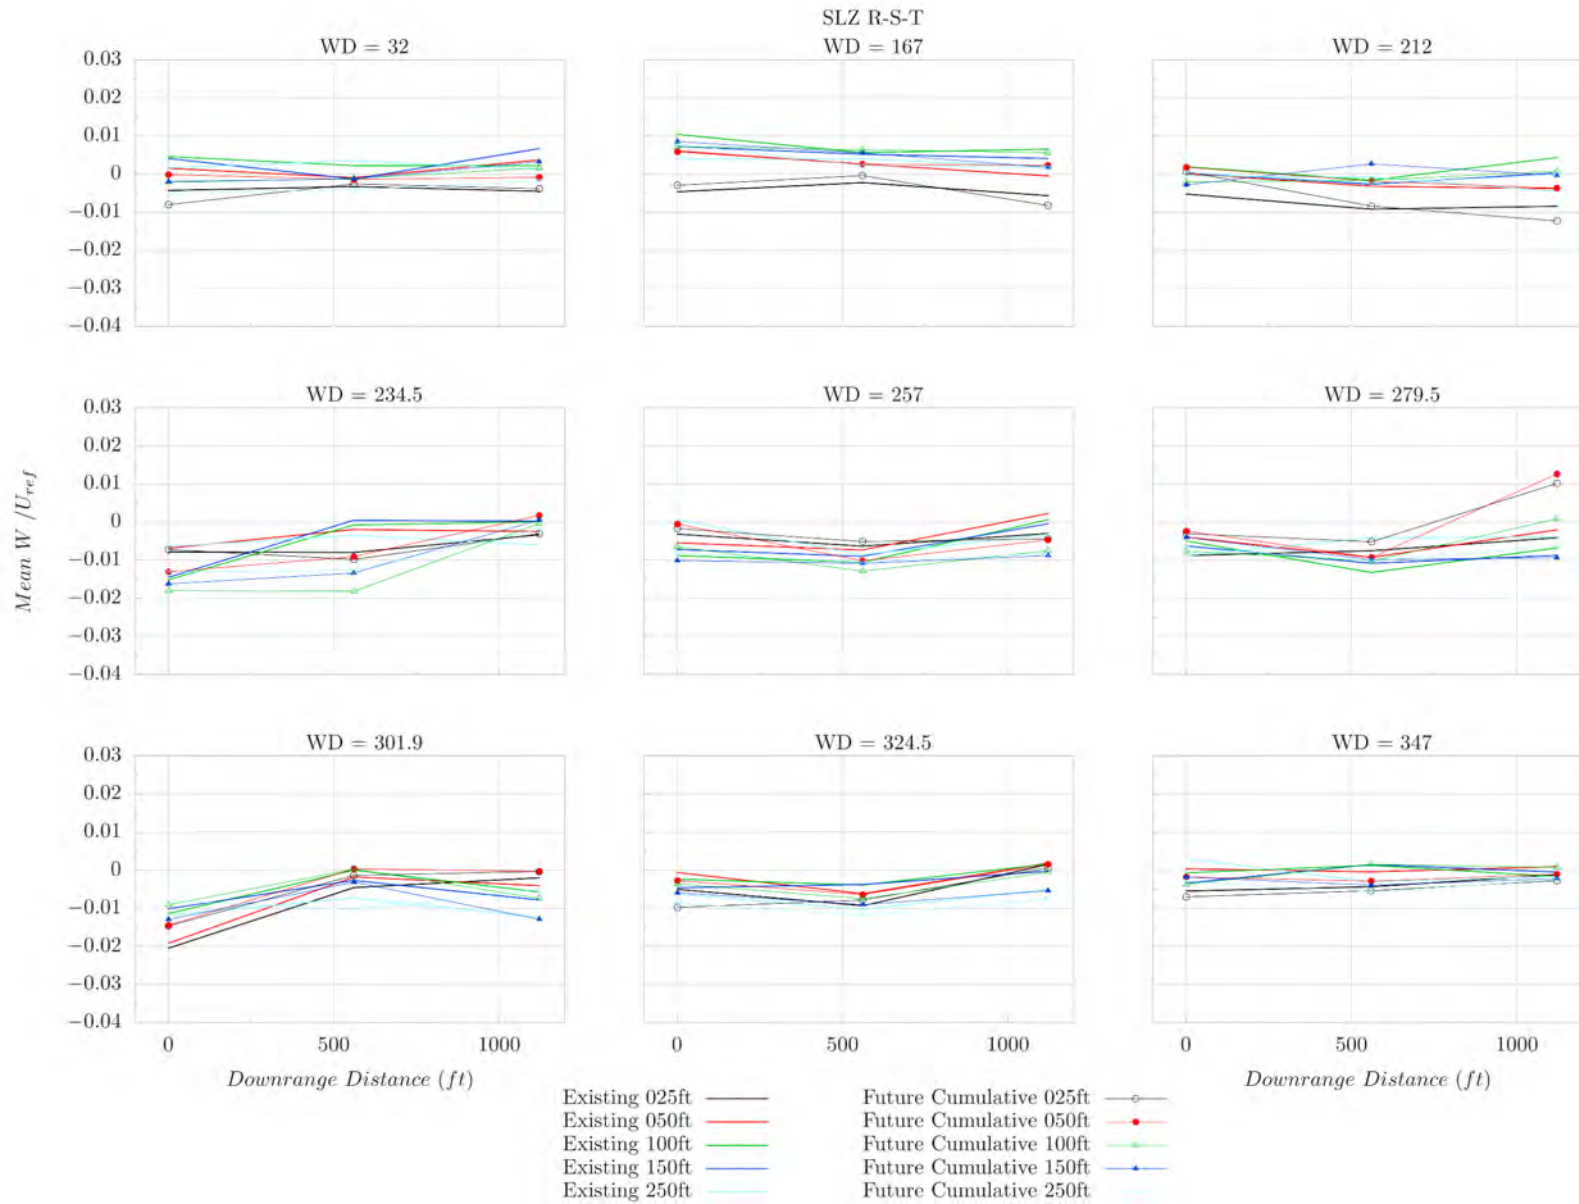 SLZ R-S-T
WD = 32
WD = 167
WD = 212
0.03
0.02
0.01
0
−0.01
−0.02
−0.03
−0.04
WD = 234.5
WD = 257
WD = 279.5
0.03
0.02
0.01
0
−0.01
−0.02
−0.03
−0.04
Mean W /U_ref
WD = 301.9
WD = 324.5
WD = 347
0.03
0.02
0.01
0
−0.01
−0.02
−0.03
−0.04
0 500 1000
0 500 1000
0 500 1000
Downrange Distance (ft)
Downrange Distance (ft)
Existing 025ft
Existing 050ft
Existing 100ft
Existing 150ft
Existing 250ft
Future Cumulative 025ft
Future Cumulative 050ft
Future Cumulative 100ft
Future Cumulative 150ft
Future Cumulative 250ft